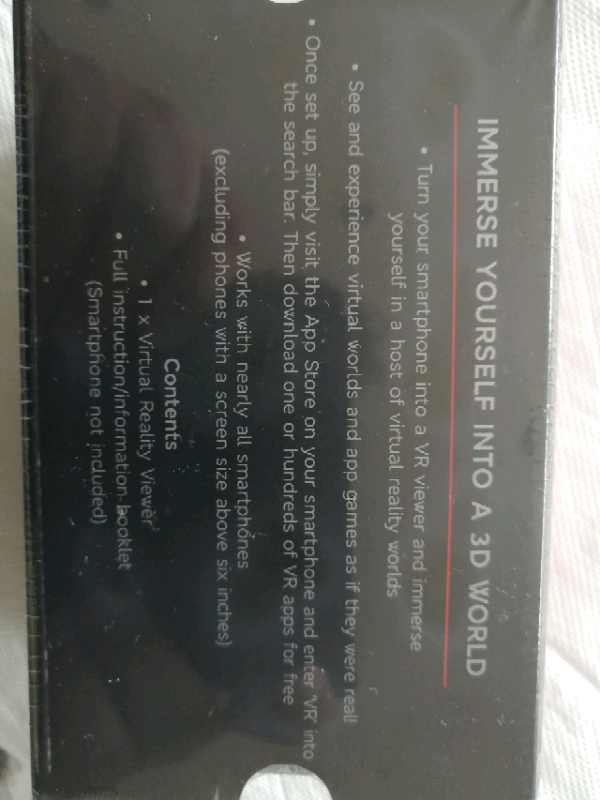 IMMERSE YOURSELF INTO A 3D WORLD
• Turn your smartphone into a VR viewer and immerse
yourself in a host of virtual reality worlds
• See and experience virtual worlds and app games as if they were real!
• Once set up, simply visit the App Store on your smartphone and enter 'VR' into
the search bar. Then download one or hundreds of VR apps for free
• Works with nearly all smartphones
(excluding phones with a screen size above six inches)
Contents
• 1 x Virtual Reality Viewer
• Full instruction/information booklet
(Smartphone not included)